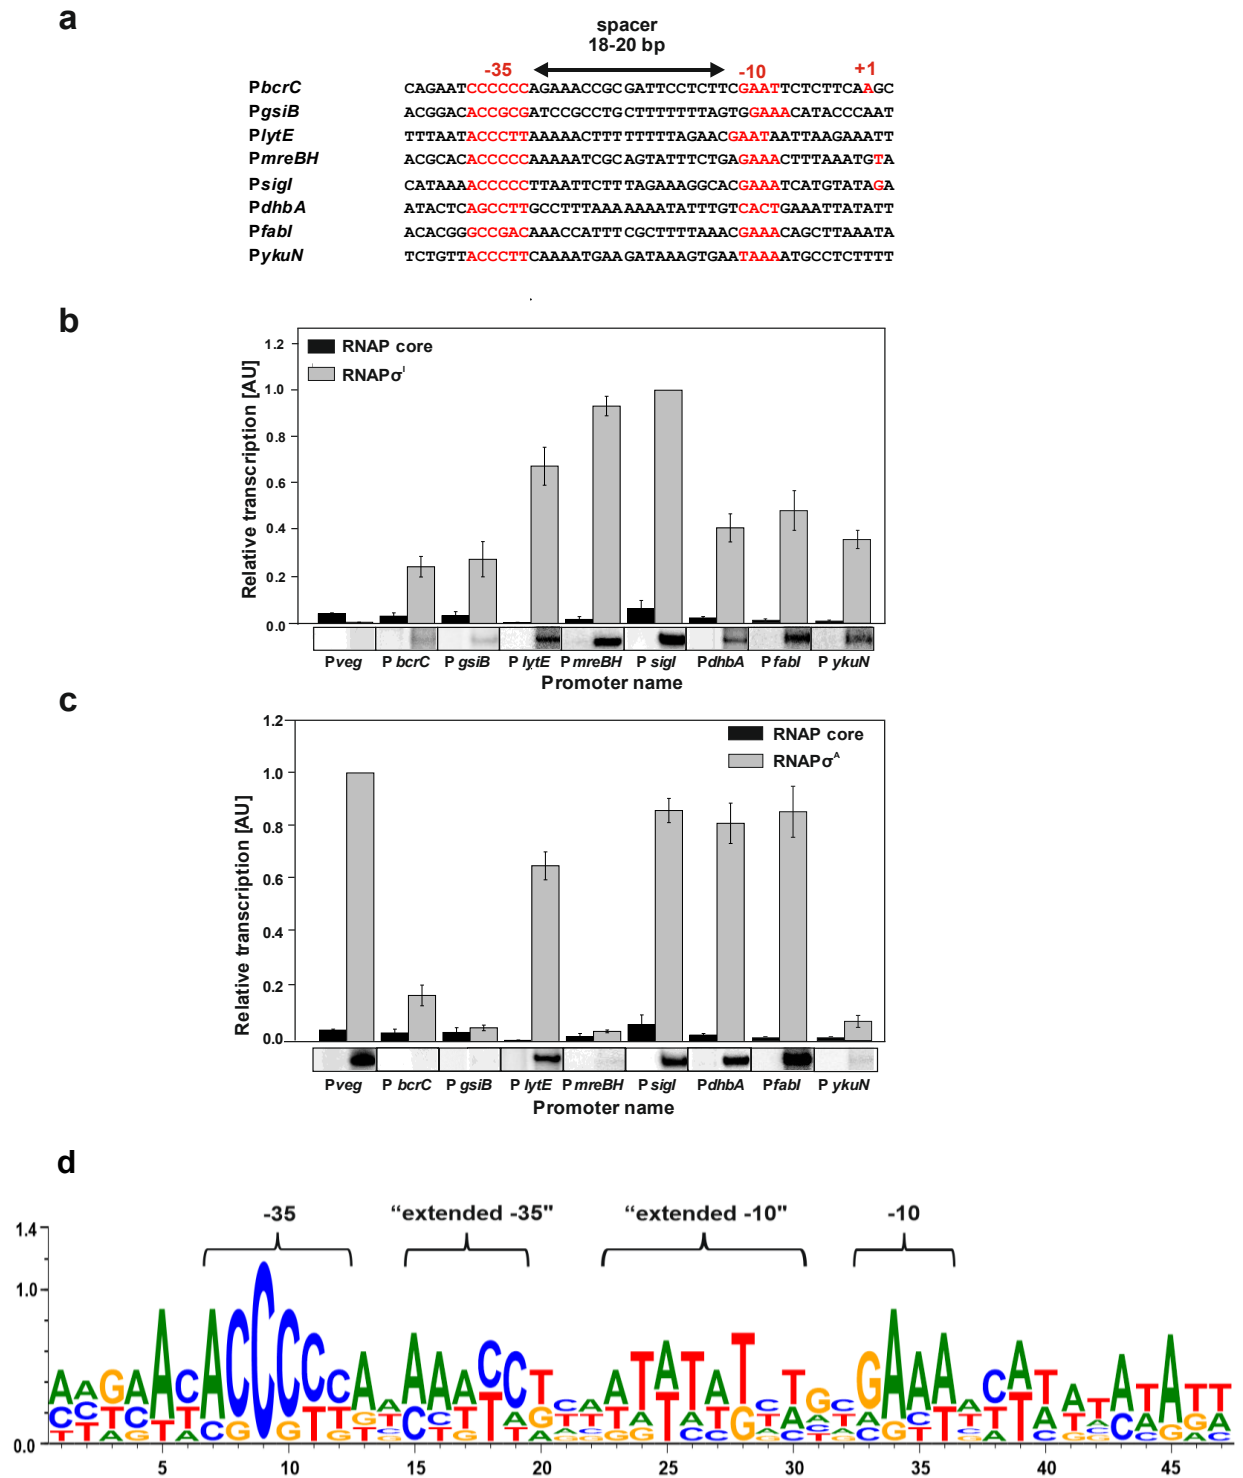 a
spacer
18-20 bp
-35 -10 +1
PbcrC CAGAATCCCCCCAGAAACCGCGATTCCTCTTCGAATTCTCTTCAAGC
PgsiB ACGGACACCGCGATCCGCCTGCTTTTTTTAGTGGAAACATACCCAAT
PlytE TTTAATACCCTTAAAAACTTTTTTTTTAGAACGAATAATTAAGAAATT
PmreBH ACGCACACCCCCAAAAATCGCAGTATTTCTGAGAAACTTTAAATGTA
PsigI CATAAAACCCCCTTAATTCTTTAGAAAGGCACGAAATCATGTATAGA
PdhbA ATACTCAGCCTTGCCTTTAAAAAAATATTTGTCACTGAAATTATATT
PfabI ACACGGGCCGACAAACCATTTCGCTTTTAAACGAAACAGCTTAAATA
PykuN TCTGTTACCCTTCAAAATGAAGATAAAGTGAATAAAATGCCTCTTTT
b
RNAP core
RNAPσI
Relative transcription [AU]
1.2
1.0
0.8
0.6
0.4
0.2
0.0
Pveg P bcrC P gsiB P lytE P mreBH P sigI PdhbA PfabI P ykuN
Promoter name
c
RNAP core
RNAPσA
Relative transcription [AU]
1.2
1.0
0.8
0.6
0.4
0.2
0.0
Pveg P bcrC P gsiB P lytE P mreBH P sigI PdhbA PfabI P ykuN
Promoter name
d
-35 “extended -35" “extended -10" -10
1.4
1.0
0.0
5 10 15 20 25 30 35 40 45